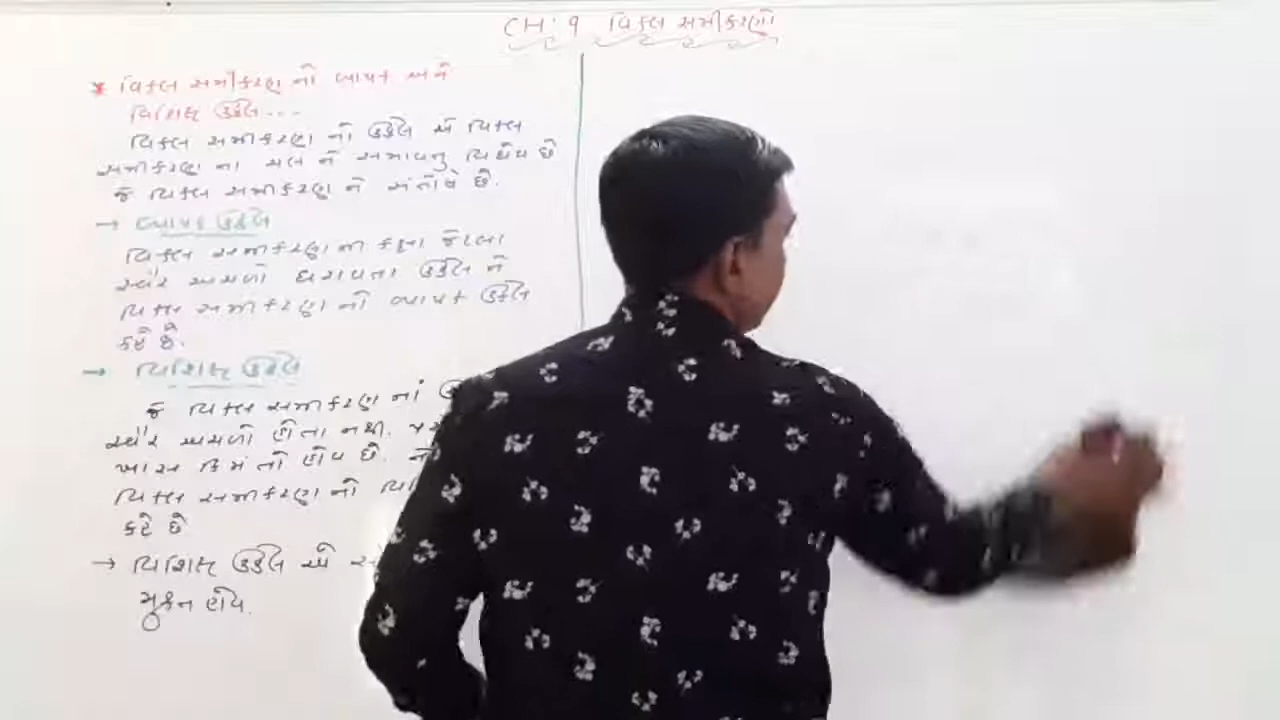 CH: 9 વિકલ સમીકરણો
* વિકલ સમીકરણ નો વ્યાપક અને
વિશિષ્ટ ઉકેલ...
વિકલ સમીકરણ નો ઉકેલ એ વિકલ
સમીકરણ ના ચલ ને સમાવતુ વિધેય છે
જે વિકલ સમીકરણ ને સંતોષે છે.
→ વ્યાપક ઉકેલ
વિકલ સમીકરણ ની કક્ષા જેટલા
સ્વૈર અચળો ધરાવતા ઉકેલ ને
વિકલ સમીકરણ નો વ્યાપક ઉકેલ
કહે છે.
→ વિશિષ્ટ ઉકેલ
જે વિકલ સમીકરણ નાં
સ્વૈર અચળો હોતા નથી.
ખાસ કિંમતો હોય છે.
વિકલ સમીકરણ નો
કહે છે
→ વિશિષ્ટ ઉકેલ એ
મુક્ત હોય.